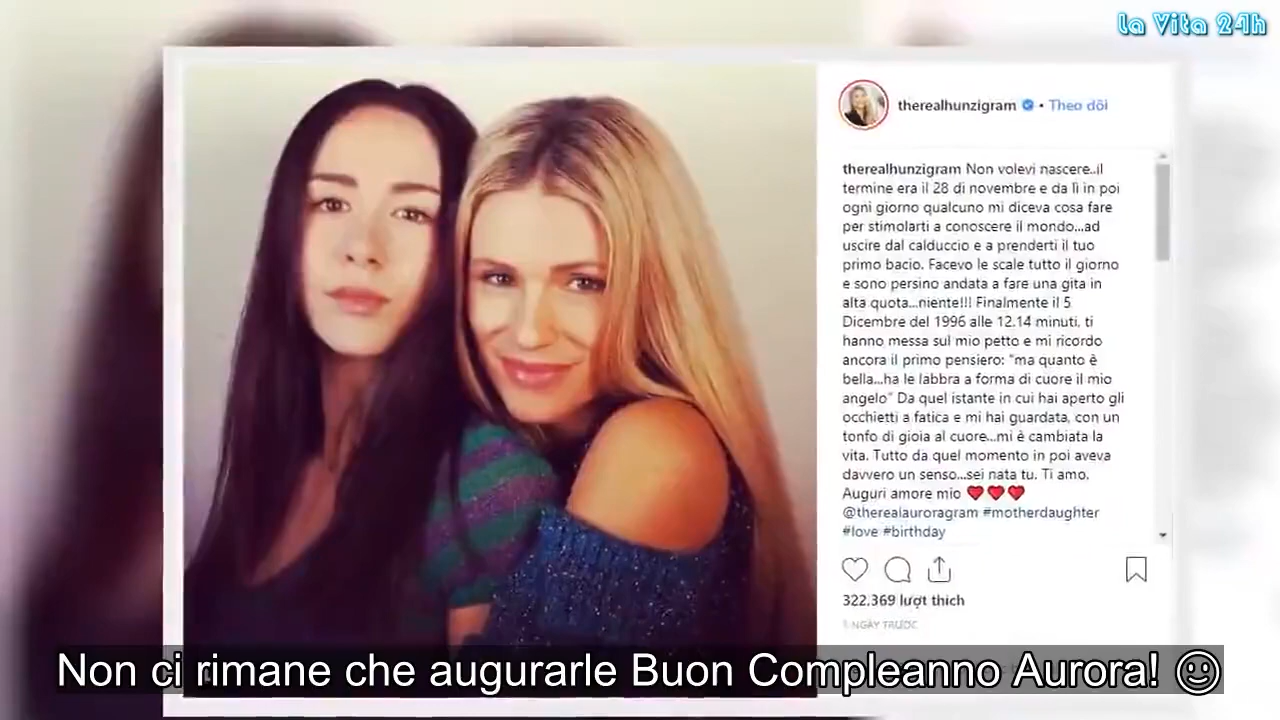 La Vita 24h
therealhunzigram • Theo dõi
therealhunzigram Non volevi nascere..il
termine era il 28 di novembre e da lì in poi
ogni giorno qualcuno mi diceva cosa fare
per stimolarti a conoscere il mondo...ad
uscire dal calduccio e a prenderti il tuo
primo bacio. Facevo le scale tutto il giorno
e sono persino andata a fare una gita in
alta quota...niente!!! Finalmente il 5
Dicembre del 1996 alle 12.14 minuti, ti
hanno messa sul mio petto e mi ricordo
ancora il primo pensiero: "ma quanto è
bella...ha le labbra a forma di cuore il mio
angelo" Da quel istante in cui hai aperto gli
occhietti a fatica e mi hai guardata, con un
tonfo di gioia al cuore...mi è cambiata la
vita. Tutto da quel momento in poi aveva
davvero un senso...sei nata tu. Ti amo.
Auguri amore mio ❤❤❤
@therealauroragram #motherdaughter
#love #birthday
322.369 lượt thích
NGÀY TRƯỚC
Non ci rimane che augurarle Buon Compleanno Aurora! ☺